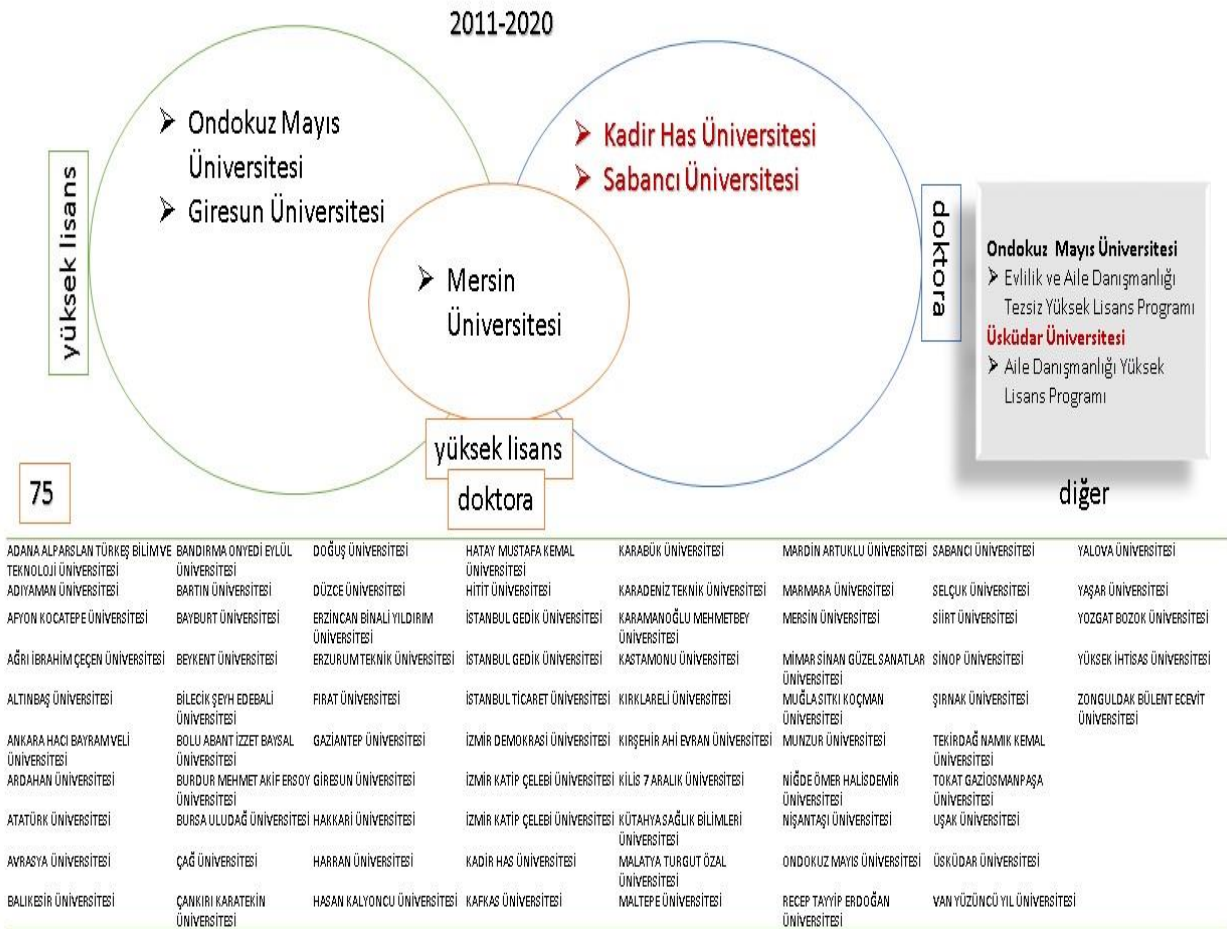 2011-2020
➢ Ondokuz Mayıs
Üniversitesi
➢ Giresun Üniversitesi
➢ Kadir Has Üniversitesi
➢ Sabancı Üniversitesi
➢ Mersin
Üniversitesi
yüksek lisans
doktora
yüksek lisans
doktora
Ondokuz Mayıs Üniversitesi
➢ Evlilik ve Aile Danışmanlığı
Tezsiz Yüksek Lisans Programı
Üsküdar Üniversitesi
➢ Aile Danışmanlığı Yüksek
Lisans Programı
diğer
75
ADANA ALPARSLAN TÜRKEŞ BİLİM VE
TEKNOLOJİ ÜNİVERSİTESİ
BANDIRMA ONYEDİ EYLÜL
ÜNİVERSİTESİ
DOĞUŞ ÜNİVERSİTESİ
HATAY MUSTAFA KEMAL
ÜNİVERSİTESİ
KARABÜK ÜNİVERSİTESİ
MARDİN ARTUKLU ÜNİVERSİTESİ
SABANCI ÜNİVERSİTESİ
YALOVA ÜNİVERSİTESİ
ADIYAMAN ÜNİVERSİTESİ
BARTIN ÜNİVERSİTESİ
DÜZCE ÜNİVERSİTESİ
HİTİT ÜNİVERSİTESİ
KARADENİZ TEKNİK ÜNİVERSİTESİ
MARMARA ÜNİVERSİTESİ
SELÇUK ÜNİVERSİTESİ
YAŞAR ÜNİVERSİTESİ
AFYON KOCATEPE ÜNİVERSİTESİ
BAYBURT ÜNİVERSİTESİ
ERZİNCAN BİNALİ YILDIRIM
ÜNİVERSİTESİ
İSTANBUL GEDİK ÜNİVERSİTESİ
KARAMANOĞLU MEHMETBEY
ÜNİVERSİTESİ
MERSİN ÜNİVERSİTESİ
SİİRT ÜNİVERSİTESİ
YOZGAT BOZOK ÜNİVERSİTESİ
AĞRI İBRAHİM ÇEÇEN ÜNİVERSİTESİ
BEYKENT ÜNİVERSİTESİ
ERZURUM TEKNİK ÜNİVERSİTESİ
İSTANBUL GEDİK ÜNİVERSİTESİ
KASTAMONU ÜNİVERSİTESİ
MİMAR SİNAN GÜZEL SANATLAR
ÜNİVERSİTESİ
SİNOP ÜNİVERSİTESİ
YÜKSEK İHTİSAS ÜNİVERSİTESİ
ALTINBAŞ ÜNİVERSİTESİ
BİLECİK ŞEYH EDEBALİ
ÜNİVERSİTESİ
FIRAT ÜNİVERSİTESİ
İSTANBUL TİCARET ÜNİVERSİTESİ
KIRKLARELİ ÜNİVERSİTESİ
MUĞLA SITKI KOÇMAN
ÜNİVERSİTESİ
ŞIRNAK ÜNİVERSİTESİ
ZONGULDAK BÜLENT ECEVİT
ÜNİVERSİTESİ
ANKARA HACI BAYRAM VELİ
ÜNİVERSİTESİ
BOLU ABANT İZZET BAYSAL
ÜNİVERSİTESİ
GAZİANTEP ÜNİVERSİTESİ
İZMİR DEMOKRASİ ÜNİVERSİTESİ
KIRŞEHİR AHİ EVRAN ÜNİVERSİTESİ
MUNZUR ÜNİVERSİTESİ
TEKİRDAĞ NAMIK KEMAL
ÜNİVERSİTESİ
ARDAHAN ÜNİVERSİTESİ
BURDUR MEHMET AKİF ERSOY
ÜNİVERSİTESİ
GİRESUN ÜNİVERSİTESİ
İZMİR KATİP ÇELEBİ ÜNİVERSİTESİ
KİLİS 7 ARALIK ÜNİVERSİTESİ
NİĞDE ÖMER HALİSDEMİR
ÜNİVERSİTESİ
TOKAT GAZİOSMANPAŞA
ÜNİVERSİTESİ
ATATÜRK ÜNİVERSİTESİ
BURSA ULUDAĞ ÜNİVERSİTESİ
HAKKARİ ÜNİVERSİTESİ
İZMİR KATİP ÇELEBİ ÜNİVERSİTESİ
KÜTAHYA SAĞLIK BİLİMLERİ
ÜNİVERSİTESİ
NİŞANTAŞI ÜNİVERSİTESİ
UŞAK ÜNİVERSİTESİ
AVRASYA ÜNİVERSİTESİ
ÇAĞ ÜNİVERSİTESİ
HARRAN ÜNİVERSİTESİ
KADİR HAS ÜNİVERSİTESİ
MALATYA TURGUT ÖZAL
ÜNİVERSİTESİ
ONDOKUZ MAYIS ÜNİVERSİTESİ
ÜSKÜDAR ÜNİVERSİTESİ
BALIKESİR ÜNİVERSİTESİ
ÇANKIRI KARATEKİN
ÜNİVERSİTESİ
HASAN KALYONCU ÜNİVERSİTESİ
KAFKAS ÜNİVERSİTESİ
MALTEPE ÜNİVERSİTESİ
RECEP TAYYİP ERDOĞAN
ÜNİVERSİTESİ
VAN YÜZÜNCÜ YIL ÜNİVERSİTESİ